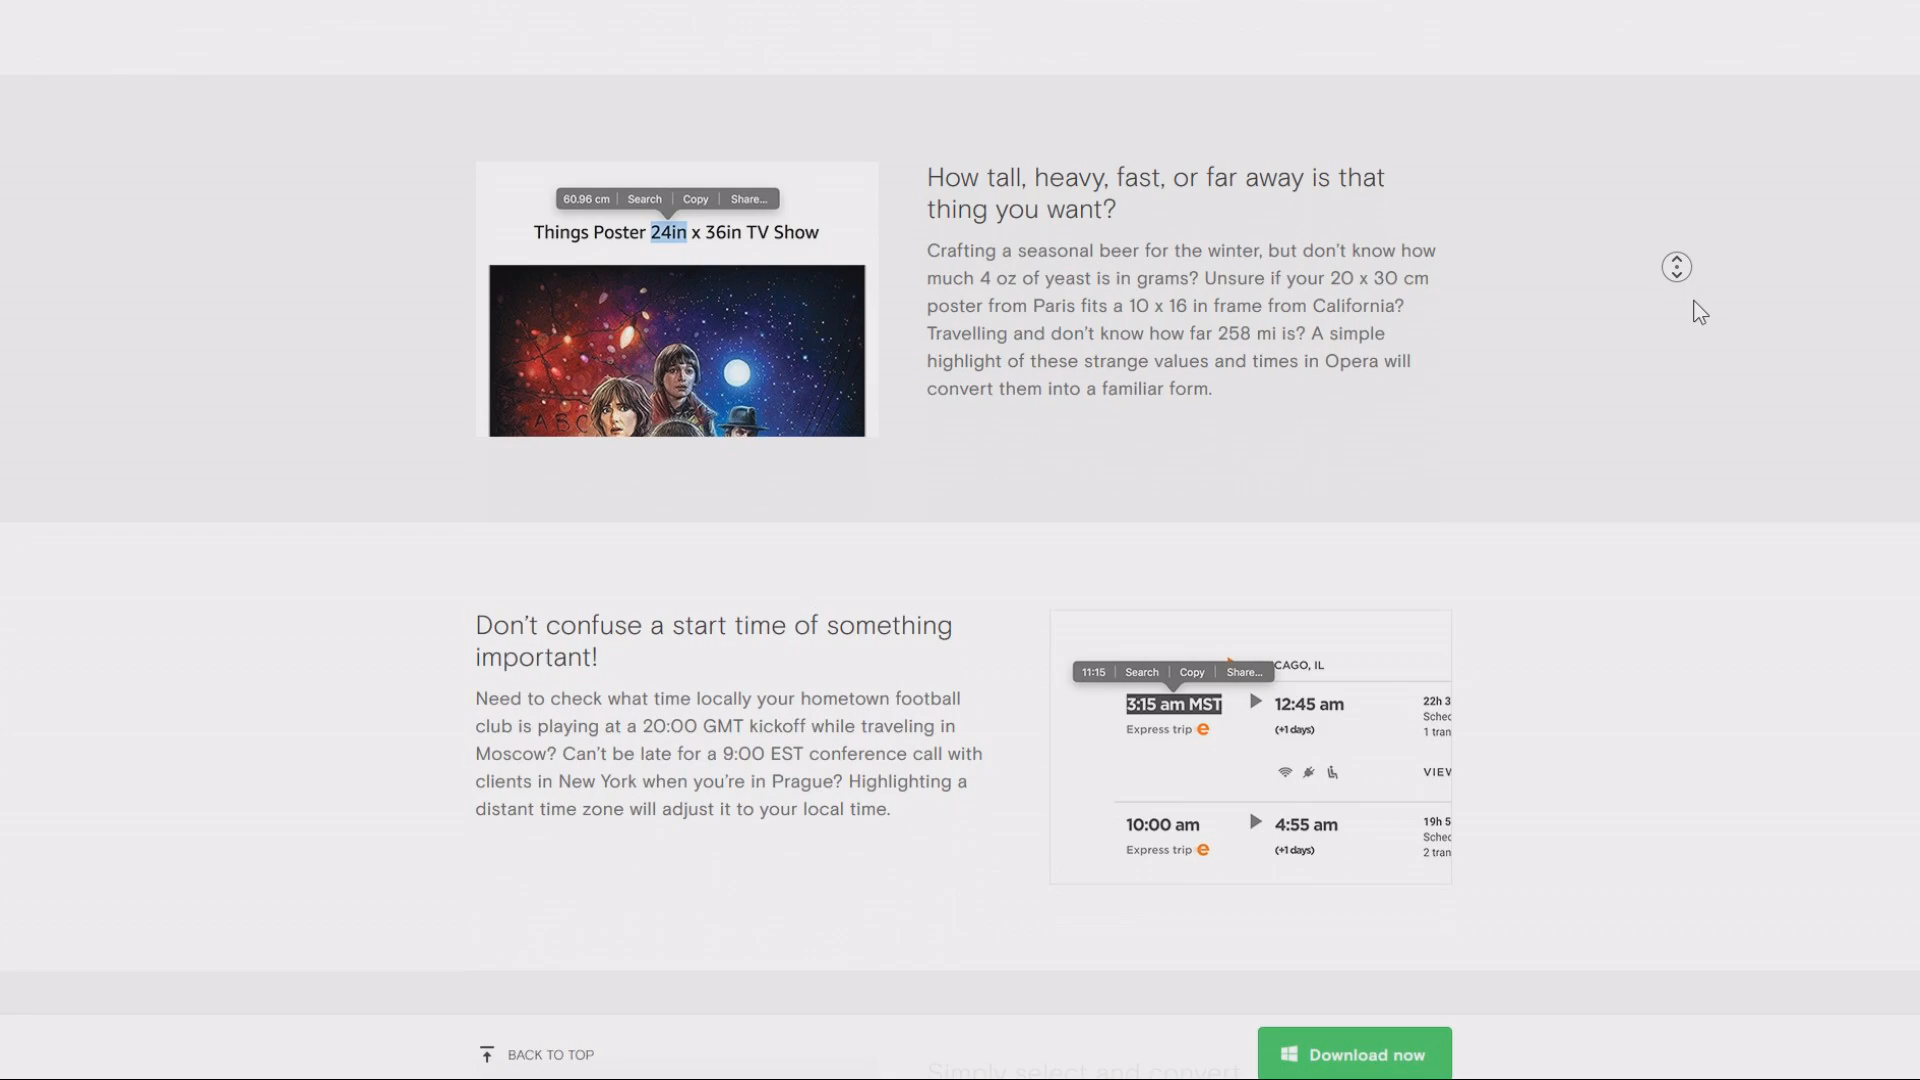 60.96 cm Search Copy Share...
Things Poster 24in x 36in TV Show
ABC
How tall, heavy, fast, or far away is that
thing you want?
Crafting a seasonal beer for the winter, but don't know how
much 4 oz of yeast is in grams? Unsure if your 20 x 30 cm
poster from Paris fits a 10 x 16 in frame from California?
Travelling and don't know how far 258 mi is? A simple
highlight of these strange values and times in Opera will
convert them into a familiar form.
Don't confuse a start time of something
important!
Need to check what time locally your hometown football
club is playing at a 20:00 GMT kickoff while traveling in
Moscow? Can't be late for a 9:00 EST conference call with
clients in New York when you're in Prague? Highlighting a
distant time zone will adjust it to your local time.
CAGO, IL
11:15 Search Copy Share...
3:15 am MST 12:45 am 22h 3
Sched
Express trip e (+1 days) 1 tran
VIEW
10:00 am 4:55 am 19h 5
Sched
Express trip e (+1 days) 2 tran
BACK TO TOP
Download now
Simply select and convert